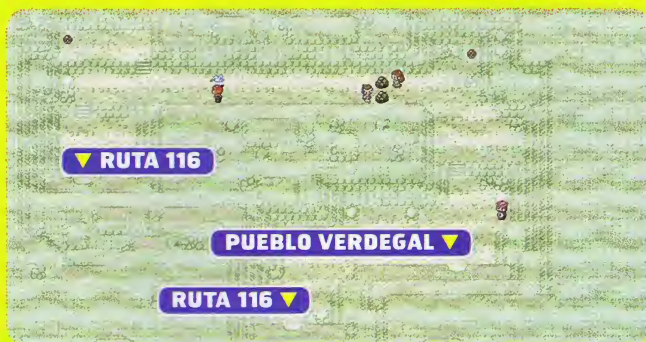 ▼ RUTA 116
PUEBLO VERDEGAL ▼
RUTA 116 ▼